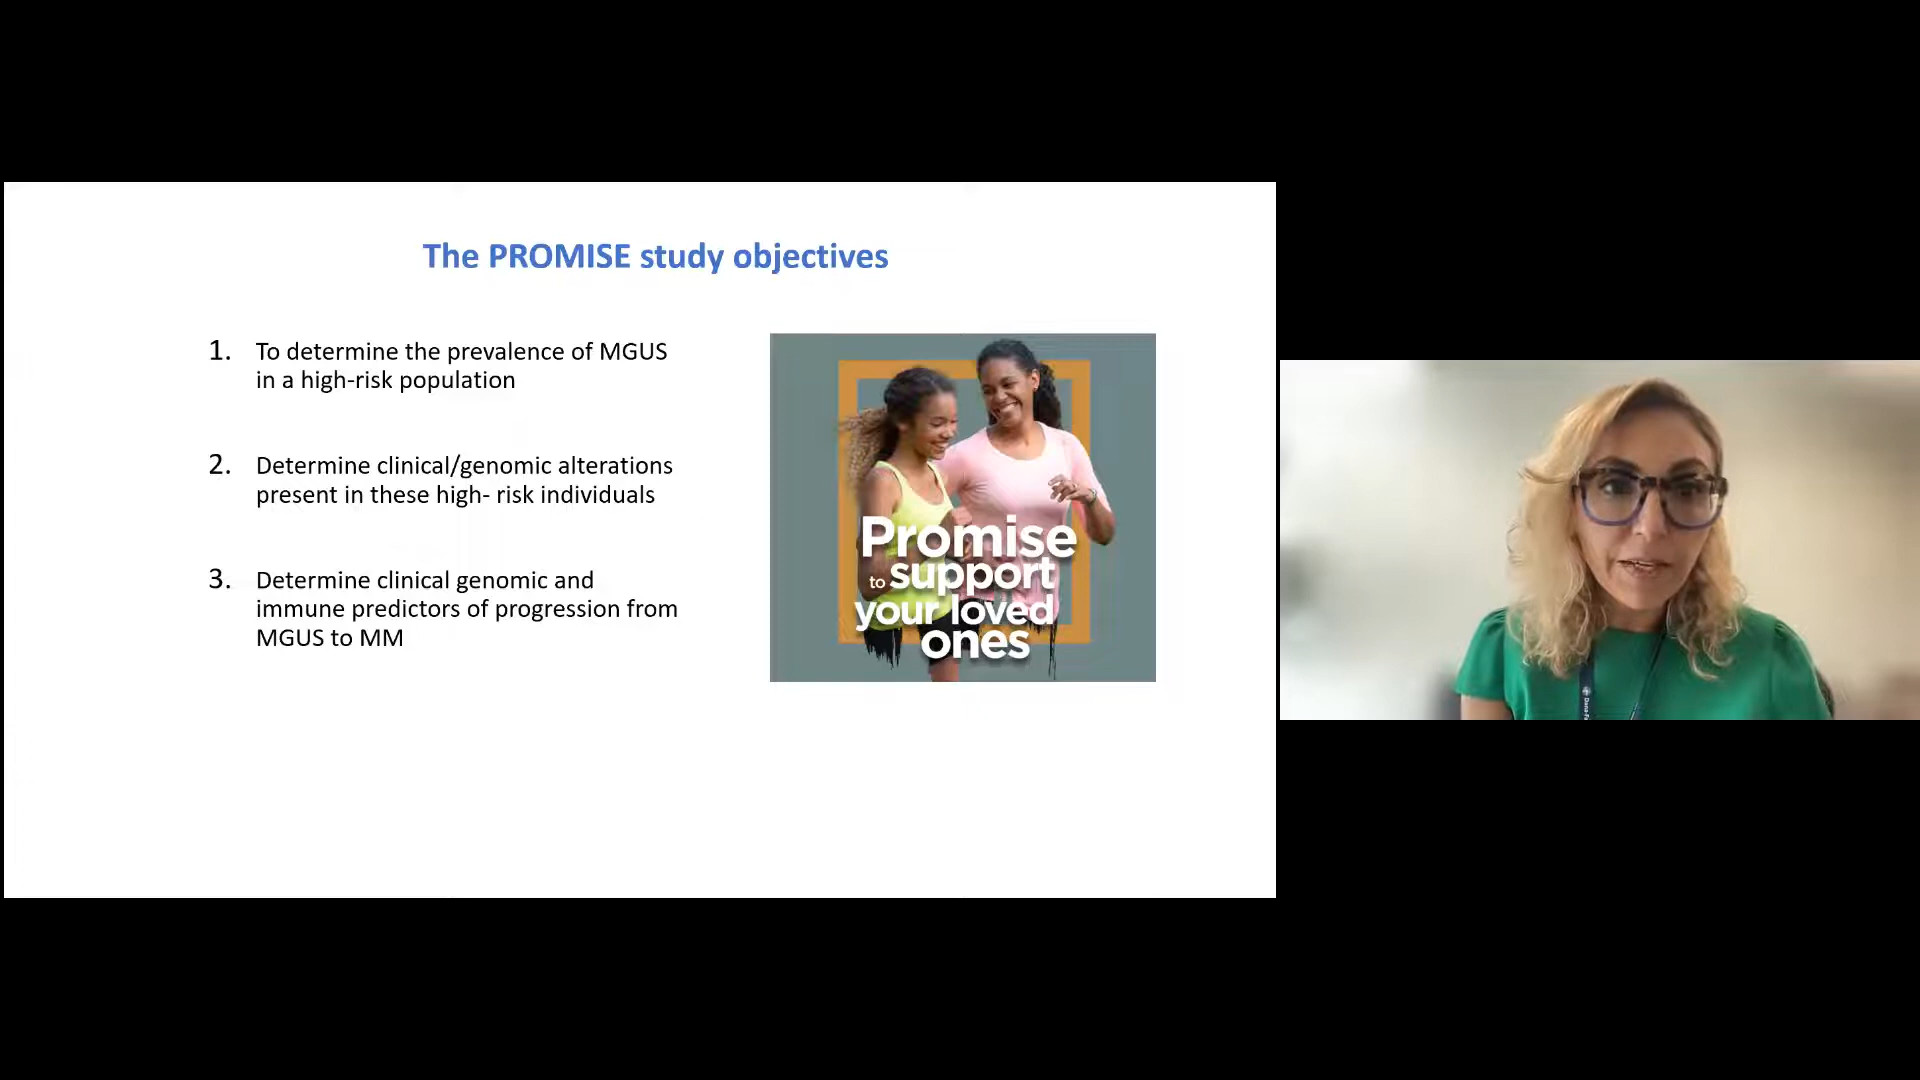 The PROMISE study objectives
1. To determine the prevalence of MGUS
in a high-risk population
2. Determine clinical/genomic alterations
present in these high- risk individuals
3. Determine clinical genomic and
immune predictors of progression from
MGUS to MM
Promise
to support
your loved
ones